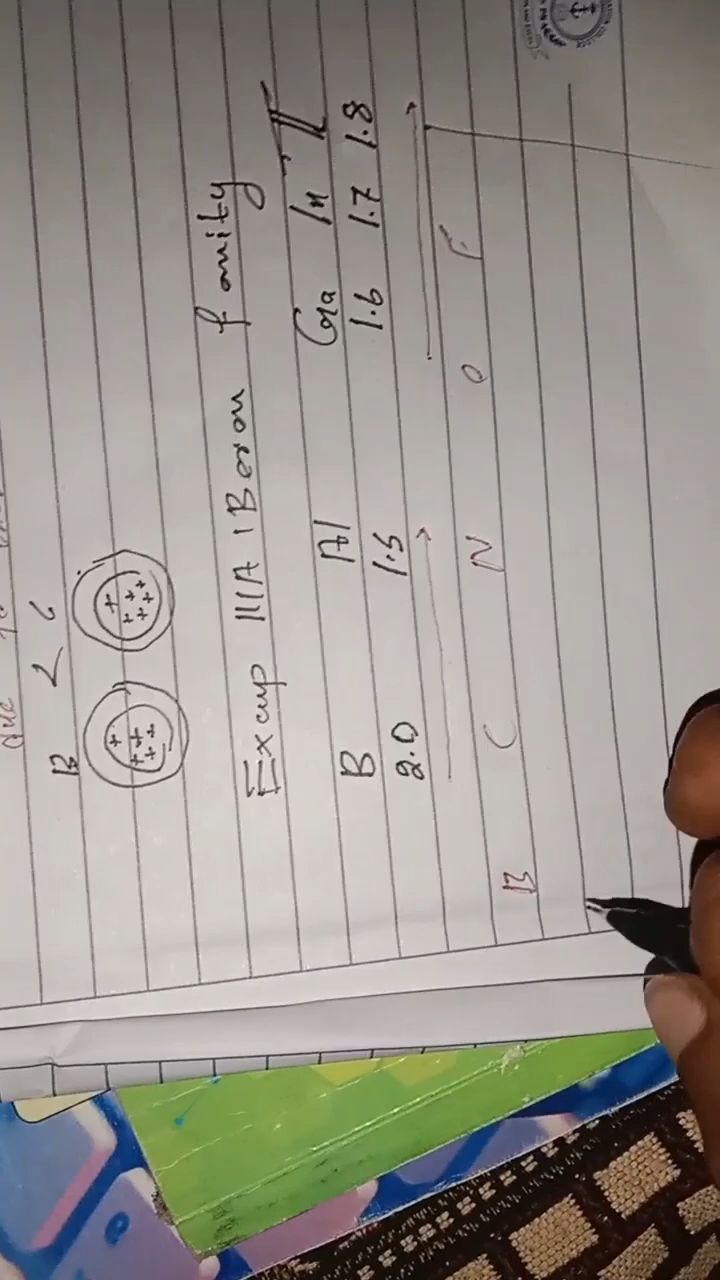 B < C
+ + + + +
+ + + + + +
Excep IIIA / Boron family
B Al Ga In Tl
2.0 1.5 1.6 1.7 1.8
B C N O F